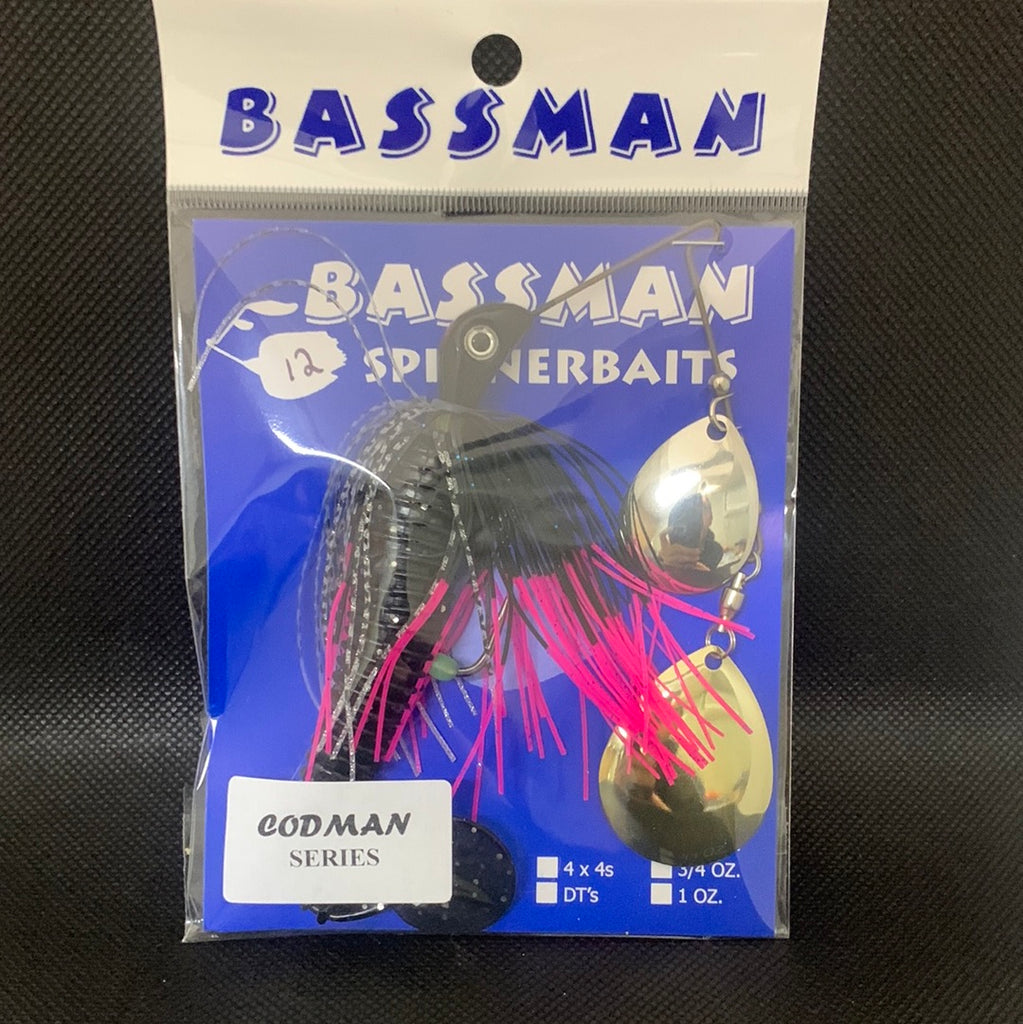 BASSMAN
BASSMAN
12
SPINNERBAITS
CODMAN
SERIES
4 x 4s
3/4 OZ.
DT's
1 OZ.